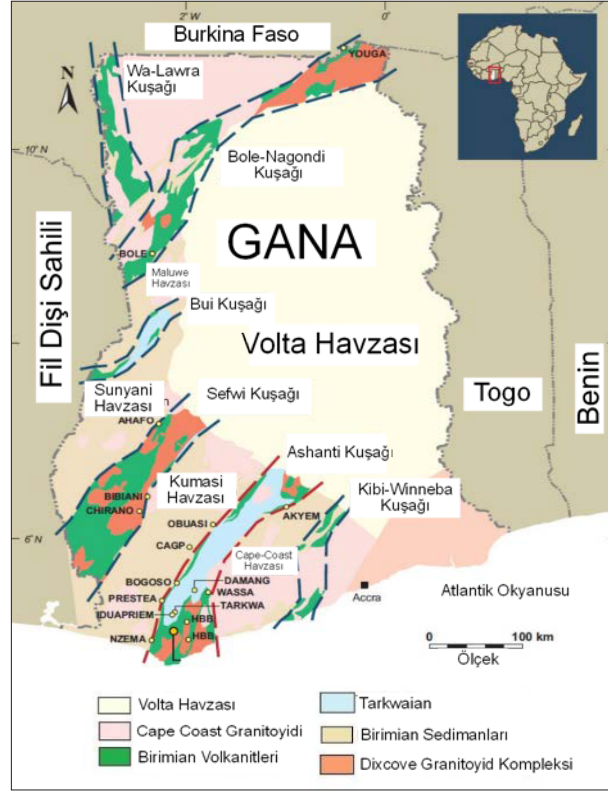 2°W
0°
Burkina Faso
N
YOUGA
Wa-Lawra
Kuşağı
10°N
Bole-Nagondi
Kuşağı
GANA
Fil Dişi Sahili
BOLE
Maluwe
Havzası
Bui Kuşağı
Volta Havzası
Togo
Benin
Sunyani
Havzası
Sefwi Kuşağı
AHAFO
Ashanti Kuşağı
Kumasi
Havzası
Kibi-Winneba
Kuşağı
BIBIANI
CHIRANO
OBUASI
AKYEM
6°N
CAGP
Cape-Coast
Havzası
BOGOSO
DAMANG
WASSA
Accra
Atlantik Okyanusu
PRESTEA
TARKWA
IDUAPRIEM
HBB
NZEMA
HBB
0
100 km
Ölçek
Volta Havzası
Tarkwaian
Cape Coast Granitoyidi
Birimian Sedimanları
Birimian Volkanitleri
Dixcove Granitoyid Kompleksi